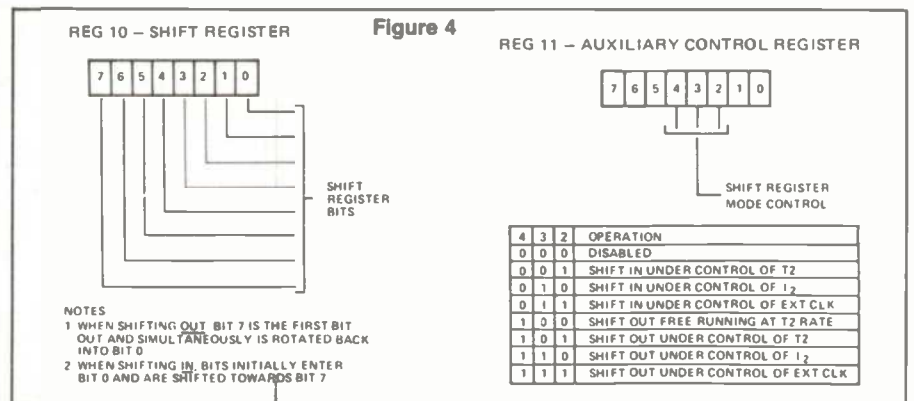 Figure 4
REG 10 – SHIFT REGISTER
7 6 5 4 3 2 1 0
SHIFT
REGISTER
BITS
NOTES
1 WHEN SHIFTING OUT BIT 7 IS THE FIRST BIT
OUT AND SIMULTANEOUSLY IS ROTATED BACK
INTO BIT 0
2 WHEN SHIFTING IN, BITS INITIALLY ENTER
BIT 0 AND ARE SHIFTED TOWARDS BIT 7
REG 11 – AUXILIARY CONTROL REGISTER
7 6 5 4 3 2 1 0
SHIFT REGISTER
MODE CONTROL
4 3 2 OPERATION
0 0 0 DISABLED
0 0 1 SHIFT IN UNDER CONTROL OF T2
0 1 0 SHIFT IN UNDER CONTROL OF I2
0 1 1 SHIFT IN UNDER CONTROL OF EXT CLK
1 0 0 SHIFT OUT FREE RUNNING AT T2 RATE
1 0 1 SHIFT OUT UNDER CONTROL OF T2
1 1 0 SHIFT OUT UNDER CONTROL OF I2
1 1 1 SHIFT OUT UNDER CONTROL OF EXT CLK